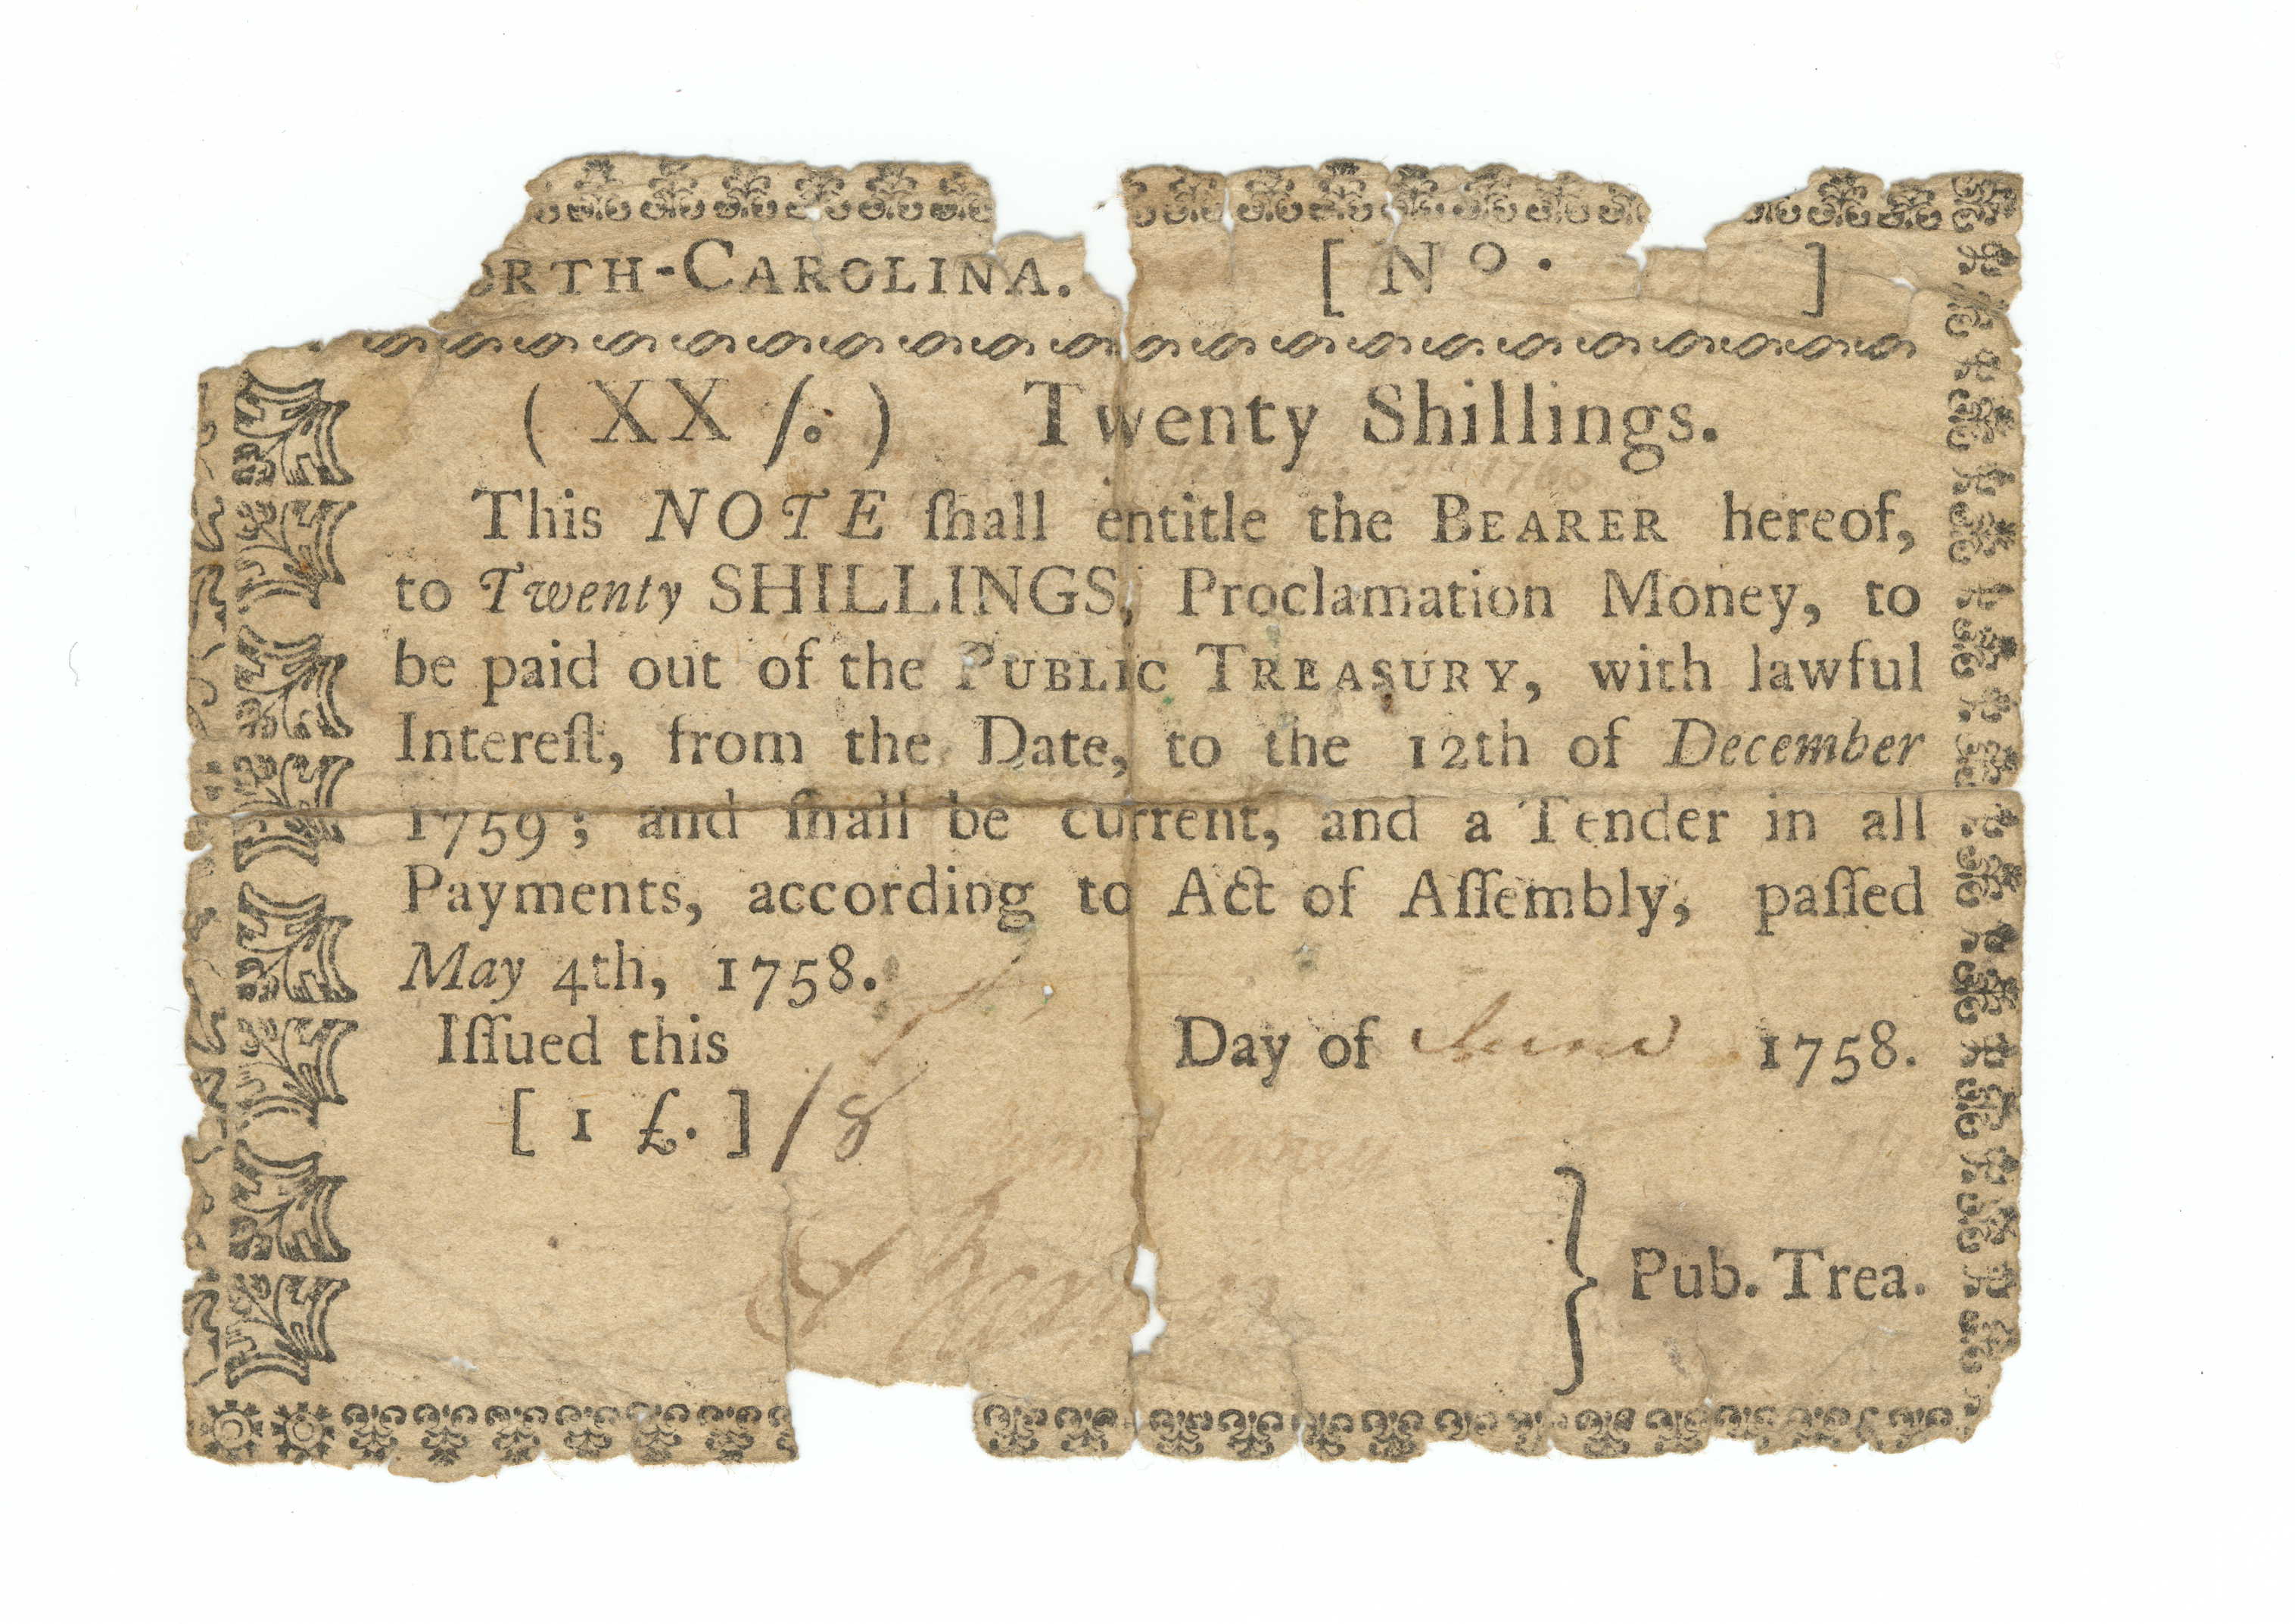 ORTH-CAROLINA. [ No. ]
( XX ſ: ) Twenty Shillings.
This NOTE ſhall entitle the BEARER hereof,
to Twenty SHILLINGS, Proclamation Money, to
be paid out of the PUBLIC TREASURY, with lawful
Intereſt, from the Date, to the 12th of December
1759; and ſhall be current, and a Tender in all
Payments, according to Act of Aſſembly, paſſed
May 4th, 1758.
Iſſued this Day of June 1758.
[ 1 £. ] / 8
} Pub. Trea.